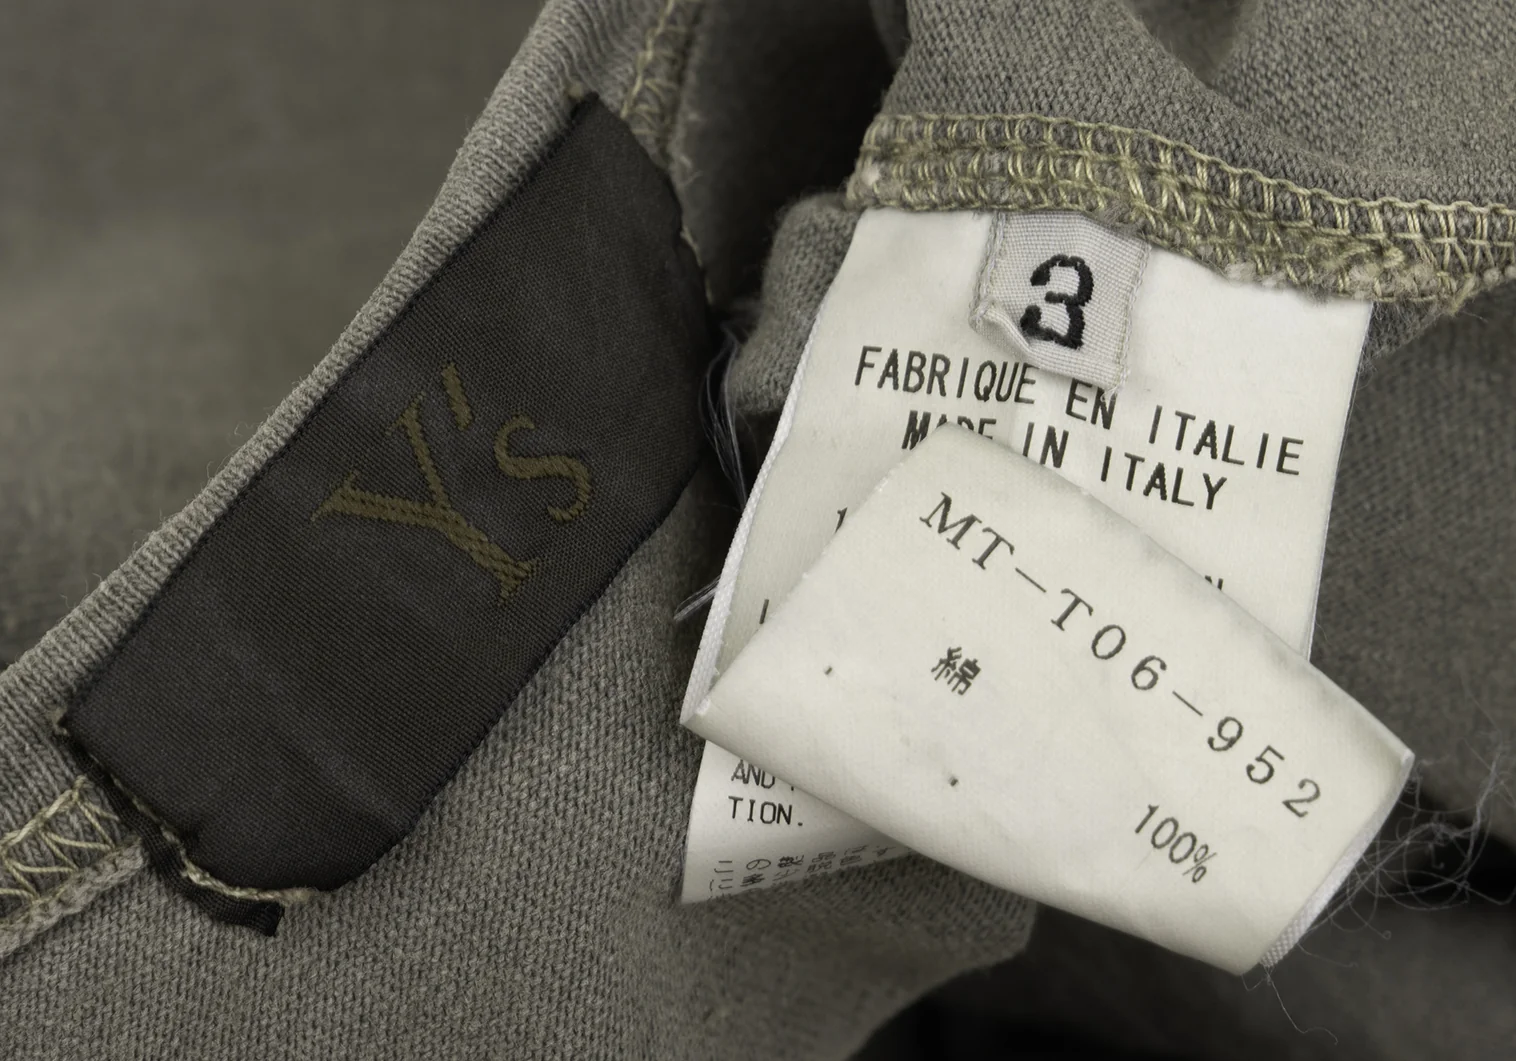 Y's
3
FABRIQUE EN ITALIE
MADE IN ITALY
MT-T06-952
綿
100%
AND
TION.